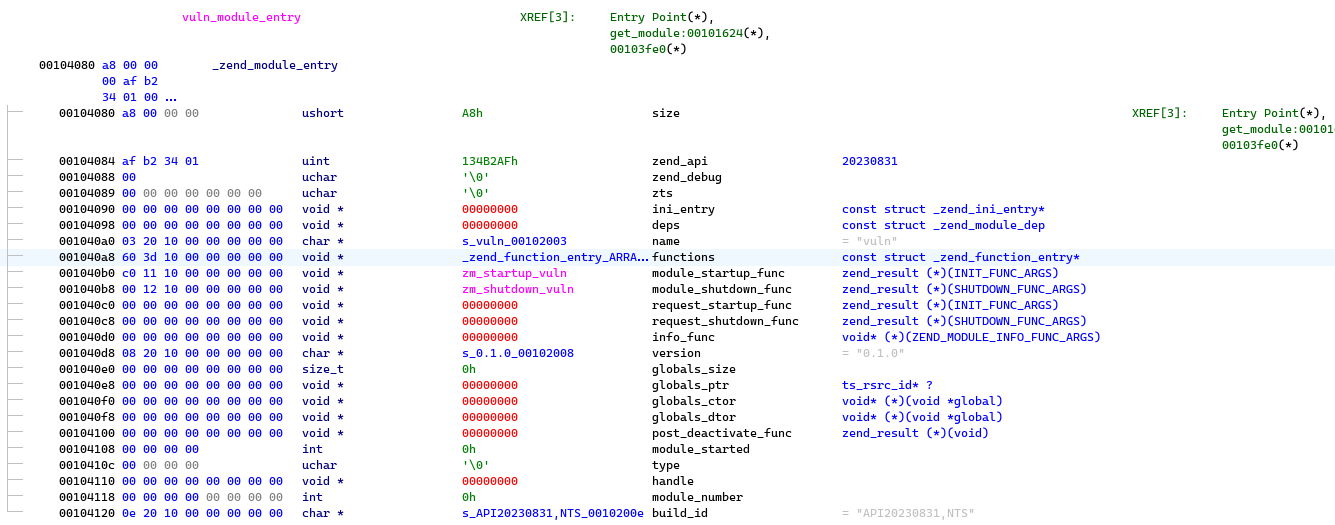 vuln_module_entry XREF[3]: Entry Point(*),
get_module:00101624(*),
00103fe0(*)
00104080 a8 00 00 _zend_module_entry
00 af b2
34 01 00 ...
00104080 a8 00 00 00 ushort A8h size XREF[3]: Entry Point(*),
get_module:00101
00103fe0(*)
00104084 af b2 34 01 uint 134B2AFh zend_api 20230831
00104088 00 uchar '\0' zend_debug
00104089 00 00 00 00 00 00 00 uchar '\0' zts
00104090 00 00 00 00 00 00 00 00 void * 00000000 ini_entry const struct _zend_ini_entry*
00104098 00 00 00 00 00 00 00 00 void * 00000000 deps const struct _zend_module_dep
001040a0 03 20 10 00 00 00 00 00 char * s_vuln_00102003 name = "vuln"
001040a8 60 3d 10 00 00 00 00 00 void * _zend_function_entry_ARRA... functions const struct _zend_function_entry*
001040b0 c0 11 10 00 00 00 00 00 void * zm_startup_vuln module_startup_func zend_result (*)(INIT_FUNC_ARGS)
001040b8 00 12 10 00 00 00 00 00 void * zm_shutdown_vuln module_shutdown_func zend_result (*)(SHUTDOWN_FUNC_ARGS)
001040c0 00 00 00 00 00 00 00 00 void * 00000000 request_startup_func zend_result (*)(INIT_FUNC_ARGS)
001040c8 00 00 00 00 00 00 00 00 void * 00000000 request_shutdown_func zend_result (*)(SHUTDOWN_FUNC_ARGS)
001040d0 00 00 00 00 00 00 00 00 void * 00000000 info_func void* (*)(ZEND_MODULE_INFO_FUNC_ARGS)
001040d8 08 20 10 00 00 00 00 00 char * s_0.1.0_00102008 version = "0.1.0"
001040e0 00 00 00 00 00 00 00 00 size_t 0h globals_size
001040e8 00 00 00 00 00 00 00 00 void * 00000000 globals_ptr ts_rsrc_id* ?
001040f0 00 00 00 00 00 00 00 00 void * 00000000 globals_ctor void* (*)(void *global)
001040f8 00 00 00 00 00 00 00 00 void * 00000000 globals_dtor void* (*)(void *global)
00104100 00 00 00 00 00 00 00 00 void * 00000000 post_deactivate_func zend_result (*)(void)
00104108 00 00 00 00 int 0h module_started
0010410c 00 00 00 00 uchar '\0' type
00104110 00 00 00 00 00 00 00 00 void * 00000000 handle
00104118 00 00 00 00 00 00 00 00 int 0h module_number
00104120 0e 20 10 00 00 00 00 00 char * s_API20230831,NTS_0010200e build_id = "API20230831,NTS"